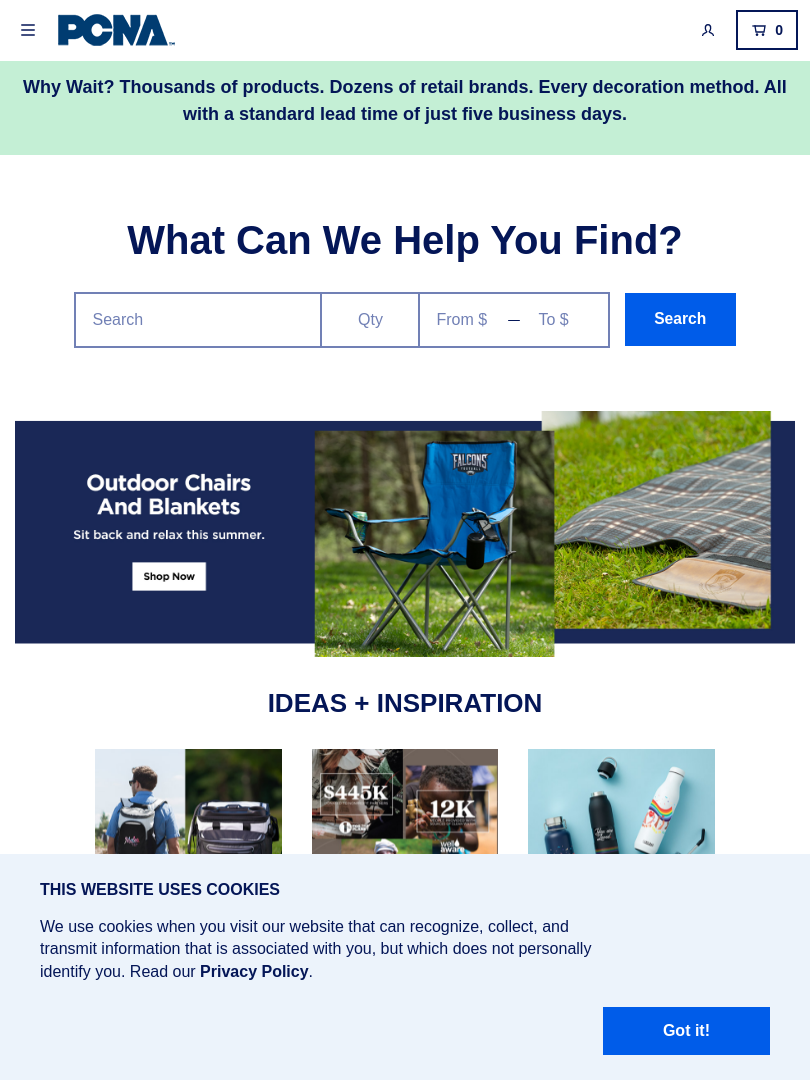 PCNA
0
Why Wait? Thousands of products. Dozens of retail brands. Every decoration method. All
with a standard lead time of just five business days.
What Can We Help You Find?
Search
Qty
From $ — To $
Search
Outdoor Chairs
And Blankets
Sit back and relax this summer.
Shop Now
FALCONS
IDEAS + INSPIRATION
$445K
12K
well
aware
THIS WEBSITE USES COOKIES
We use cookies when you visit our website that can recognize, collect, and
transmit information that is associated with you, but which does not personally
identify you. Read our Privacy Policy.
Got it!